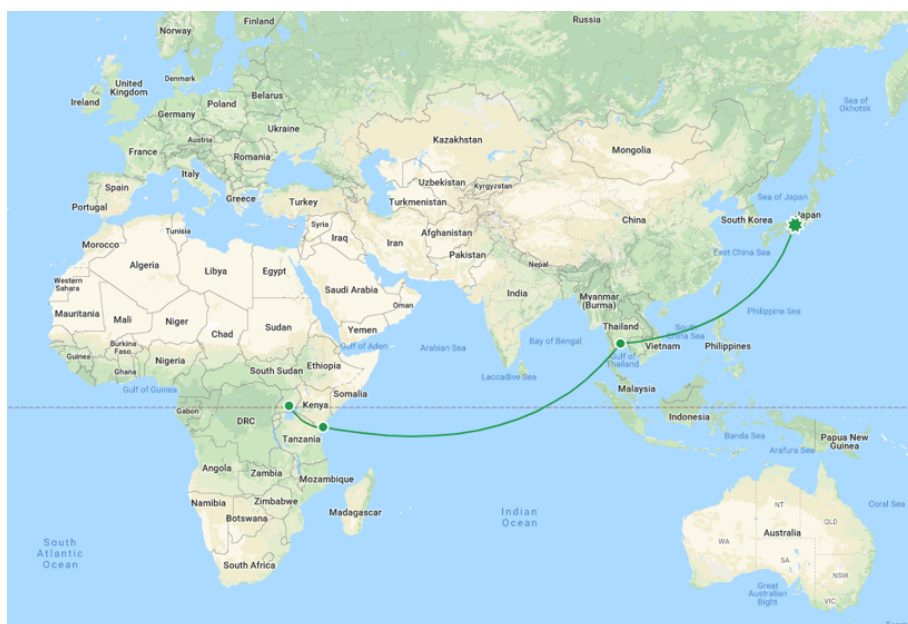 Russia
Finland
Norway
Sea of
Okhotsk
United
Kingdom
Denmark
Ireland
Belarus
Poland
Germany
Ukraine
Kazakhstan
Austria
France
Mongolia
Romania
Italy
Uzbekistan
Kyrgyzstan
Spain
Greece
Turkey
Turkmenistan
Portugal
Sea of Japan
South Korea
Japan
China
Tunisia
Syria
Afghanistan
Morocco
Iraq
Iran
East China Sea
Pakistan
Algeria
Libya
Egypt
Nepal
Western
Sahara
Saudi Arabia
India
Myanmar
(Burma)
Oman
Mauritania
Mali
Niger
Philippine Sea
Chad
Sudan
Yemen
Thailand
South
China Sea
Burkina
Faso
Gulf of Aden
Arabian Sea
Bay of Bengal
Vietnam
Philippines
Guinea
Nigeria
Ghana
Ethiopia
Gulf of
Thailand
South Sudan
Laccadive Sea
Gulf of Guinea
Somalia
Malaysia
Kenya
Gabon
DRC
Indonesia
Tanzania
Banda Sea
Papua New
Guinea
Arafura Sea
Angola
Zambia
Mozambique
Namibia
Zimbabwe
Madagascar
Botswana
Indian
Ocean
Coral Sea
NT
QLD
Australia
WA
South
Atlantic
Ocean
South Africa
SA
NSW
Great
Australian
Bight
VIC